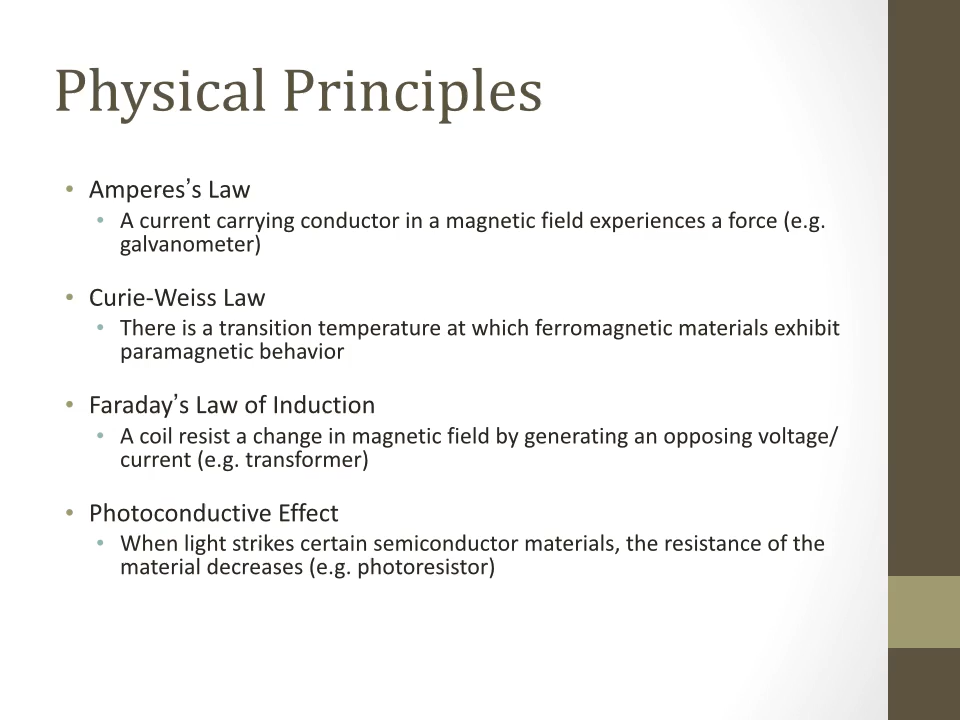 Physical Principles
• Amperes’s Law
• A current carrying conductor in a magnetic field experiences a force (e.g.
galvanometer)
• Curie-Weiss Law
• There is a transition temperature at which ferromagnetic materials exhibit
paramagnetic behavior
• Faraday’s Law of Induction
• A coil resist a change in magnetic field by generating an opposing voltage/
current (e.g. transformer)
• Photoconductive Effect
• When light strikes certain semiconductor materials, the resistance of the
material decreases (e.g. photoresistor)